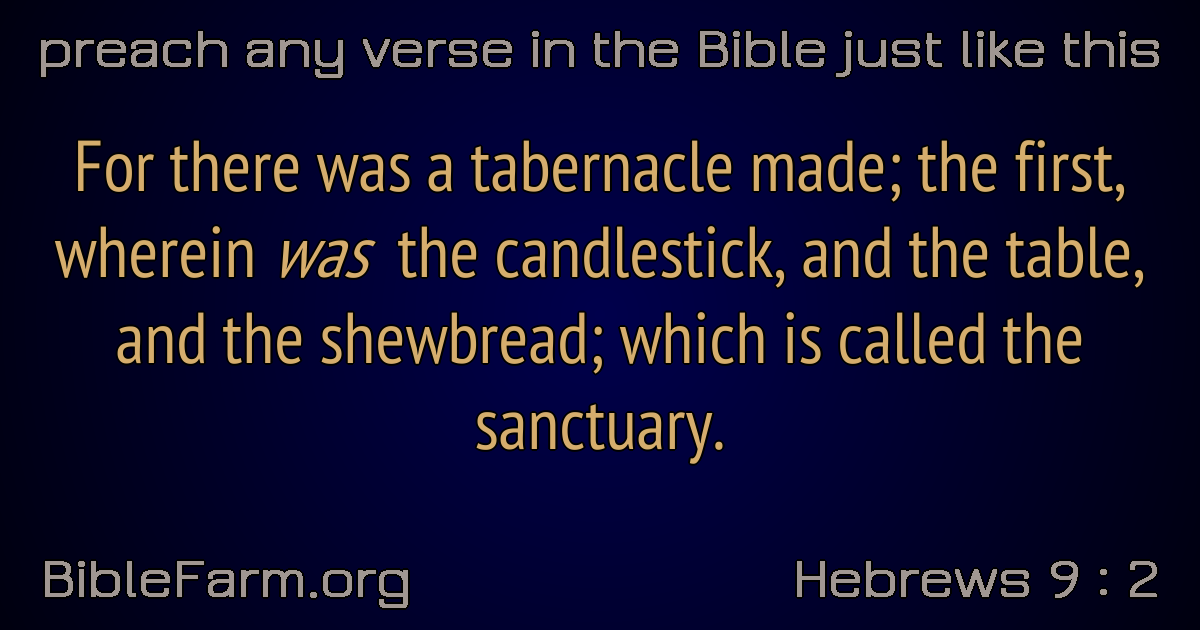 preach any verse in the Bible just like this
For there was a tabernacle made; the first,
wherein was the candlestick, and the table,
and the shewbread; which is called the
sanctuary.
BibleFarm.org
Hebrews 9 : 2